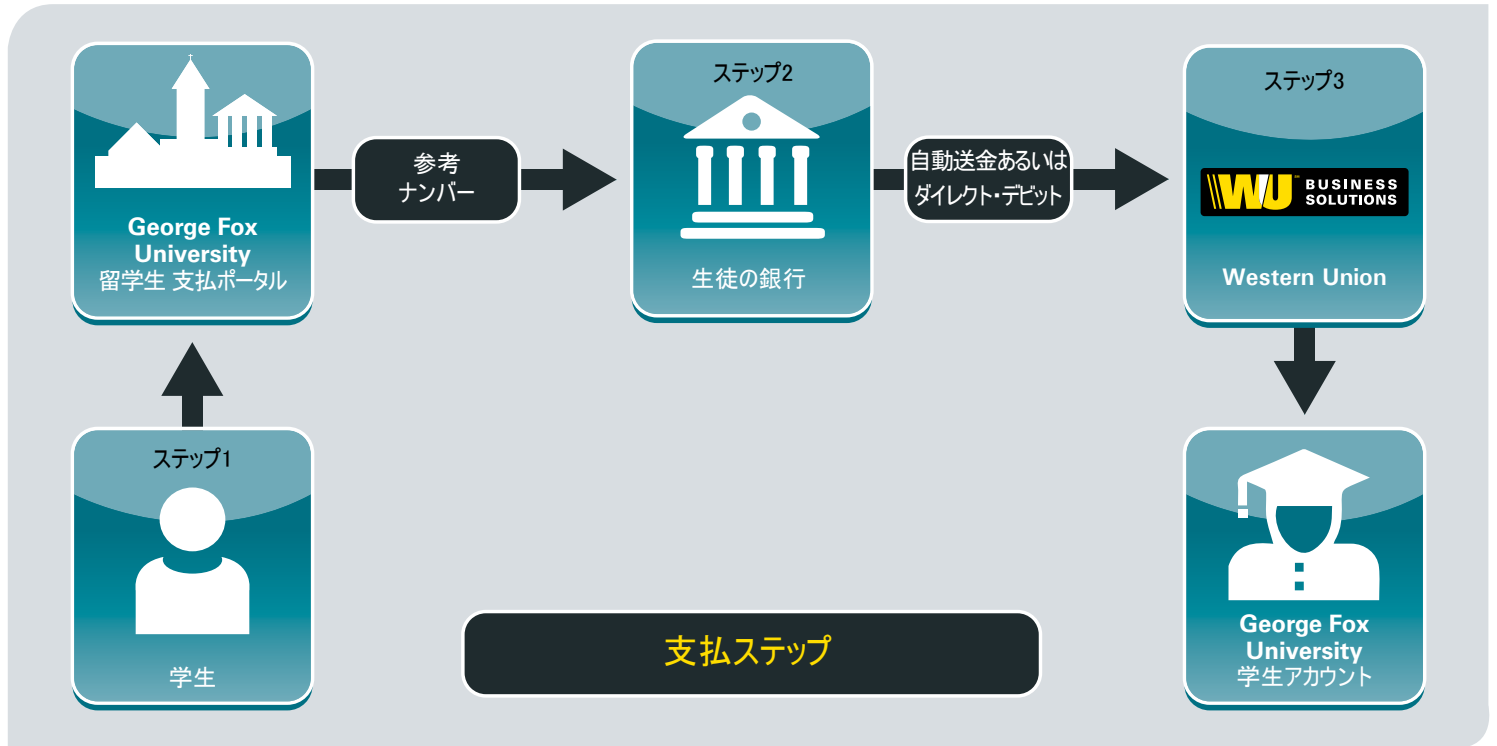 ステップ1
学生
George Fox
University
留学生 支払ポータル
参考
ナンバー
ステップ2
生徒の銀行
自動送金あるいは
ダイレクト・デビット
ステップ3
WU BUSINESS
SOLUTIONS
Western Union
George Fox
University
学生アカウント
支払ステップ